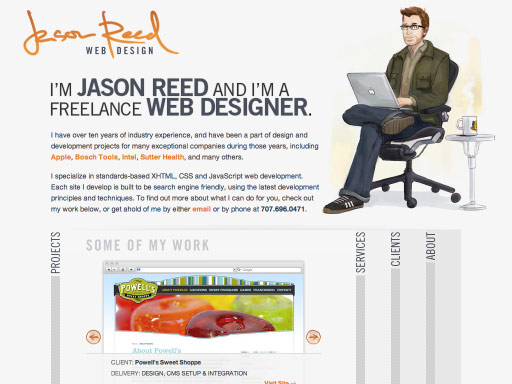 Jason Reed
WEB DESIGN
I'M JASON REED AND I'M A
FREELANCE WEB DESIGNER.
I have over ten years of industry experience, and have been a part of design and
development projects for many exceptional companies during those years, including
Apple, Bosch Tools, Intel, Sutter Health, and many others.
I specialize in standards-based XHTML, CSS and JavaScript web development.
Each site I develop is built to be search engine friendly, using the latest development
principles and techniques. To find out more about what I can do for you, check out
my work below, or get ahold of me by either email or by phone at 707.696.0471.
PROJECTS
SOME OF MY WORK
POWELL'S
About Powell's
CLIENT: Powell's Sweet Shoppe
DELIVERY: DESIGN, CMS SETUP & INTEGRATION
Visit Site
SERVICES
CLIENTS
ABOUT